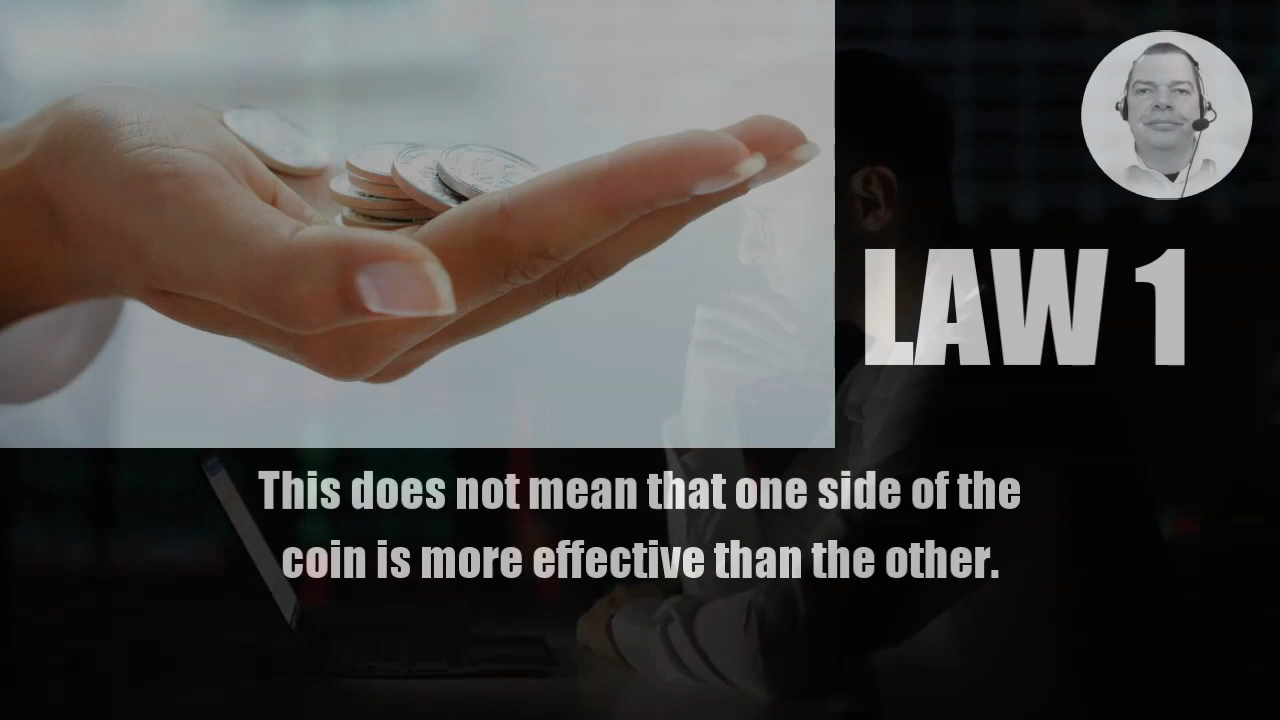 LAW 1
This does not mean that one side of the
coin is more effective than the other.